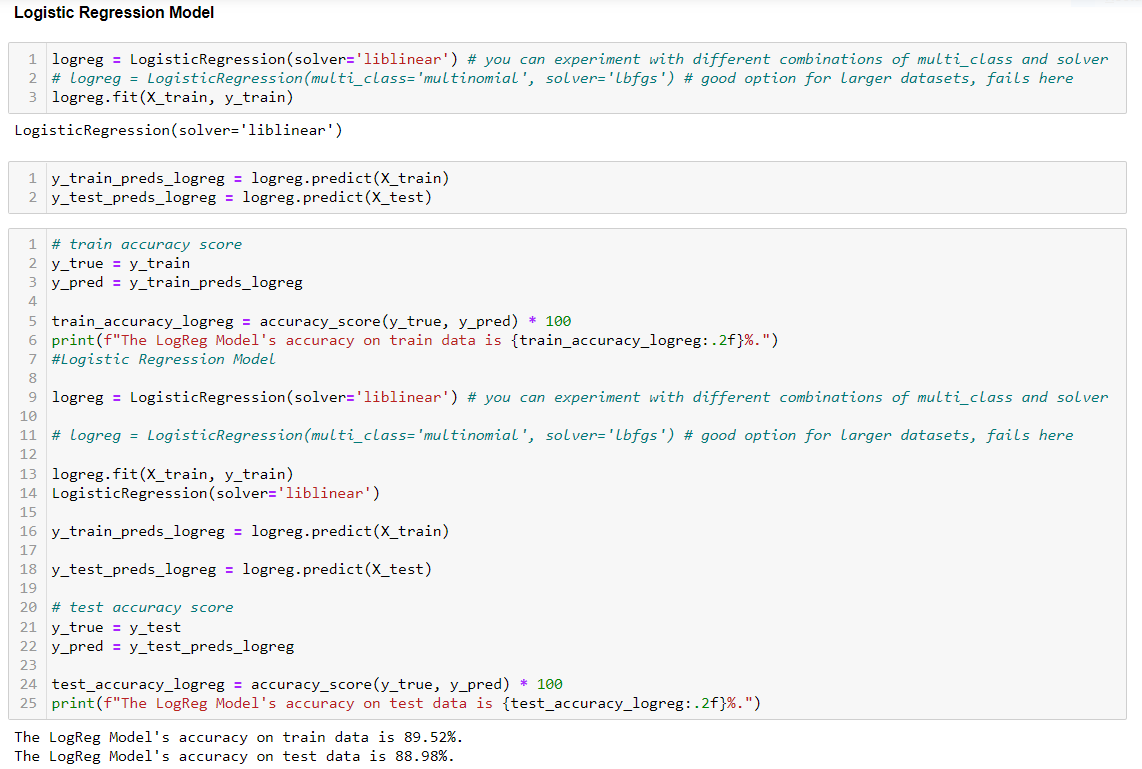 Logistic Regression Model
1 logreg = LogisticRegression(solver='liblinear') # you can experiment with different combinations of multi_class and solver
2 # logreg = LogisticRegression(multi_class='multinomial', solver='lbfgs') # good option for larger datasets, fails here
3 logreg.fit(X_train, y_train)
LogisticRegression(solver='liblinear')
1 y_train_preds_logreg = logreg.predict(X_train)
2 y_test_preds_logreg = logreg.predict(X_test)
1 # train accuracy score
2 y_true = y_train
3 y_pred = y_train_preds_logreg
4
5 train_accuracy_logreg = accuracy_score(y_true, y_pred) * 100
6 print(f"The LogReg Model's accuracy on train data is {train_accuracy_logreg:.2f}%.")
7 #Logistic Regression Model
8
9 logreg = LogisticRegression(solver='liblinear') # you can experiment with different combinations of multi_class and solver
10
11 # logreg = LogisticRegression(multi_class='multinomial', solver='lbfgs') # good option for larger datasets, fails here
12
13 logreg.fit(X_train, y_train)
14 LogisticRegression(solver='liblinear')
15
16 y_train_preds_logreg = logreg.predict(X_train)
17
18 y_test_preds_logreg = logreg.predict(X_test)
19
20 # test accuracy score
21 y_true = y_test
22 y_pred = y_test_preds_logreg
23
24 test_accuracy_logreg = accuracy_score(y_true, y_pred) * 100
25 print(f"The LogReg Model's accuracy on test data is {test_accuracy_logreg:.2f}%.")
The LogReg Model's accuracy on train data is 89.52%.
The LogReg Model's accuracy on test data is 88.98%.